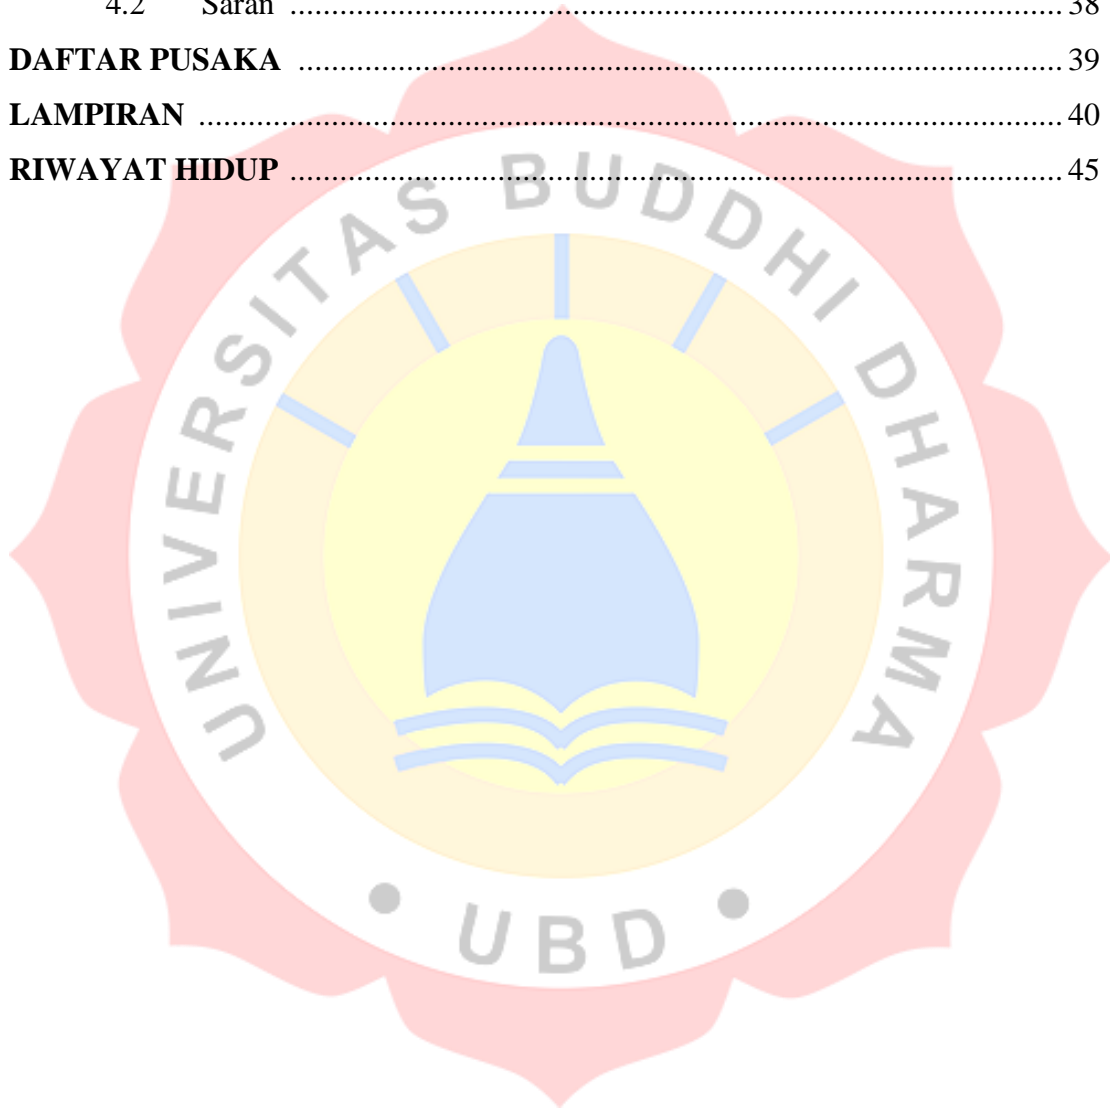 4.2 Saran ........................................................................................................ 38
DAFTAR PUSAKA ............................................................................................ 39
LAMPIRAN ........................................................................................................ 40
RIWAYAT HIDUP ............................................................................................. 45
UNIVERSITAS BUDDHI DHARMA
• UBD •